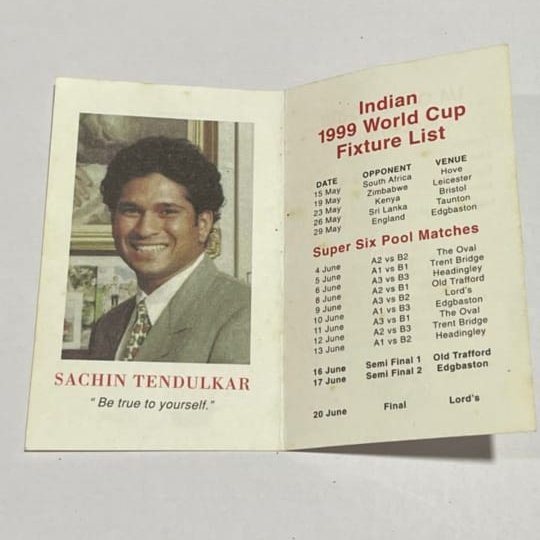 SACHIN TENDULKAR
" Be true to yourself."
Indian
1999 World Cup
Fixture List
DATE OPPONENT VENUE
15 May South Africa Hove
19 May Zimbabwe Leicester
23 May Kenya Bristol
26 May Sri Lanka Taunton
29 May England Edgbaston
Super Six Pool Matches
4 June A2 vs B2 The Oval
5 June A1 vs B1 Trent Bridge
6 June A3 vs B3 Headingley
8 June A2 vs B1 Old Trafford
9 June A3 vs B2 Lord's
10 June A1 vs B3 Edgbaston
11 June A3 vs B1 The Oval
12 June A2 vs B3 Trent Bridge
13 June A1 vs B2 Headingley
16 June Semi Final 1 Old Trafford
17 June Semi Final 2 Edgbaston
20 June Final Lord's